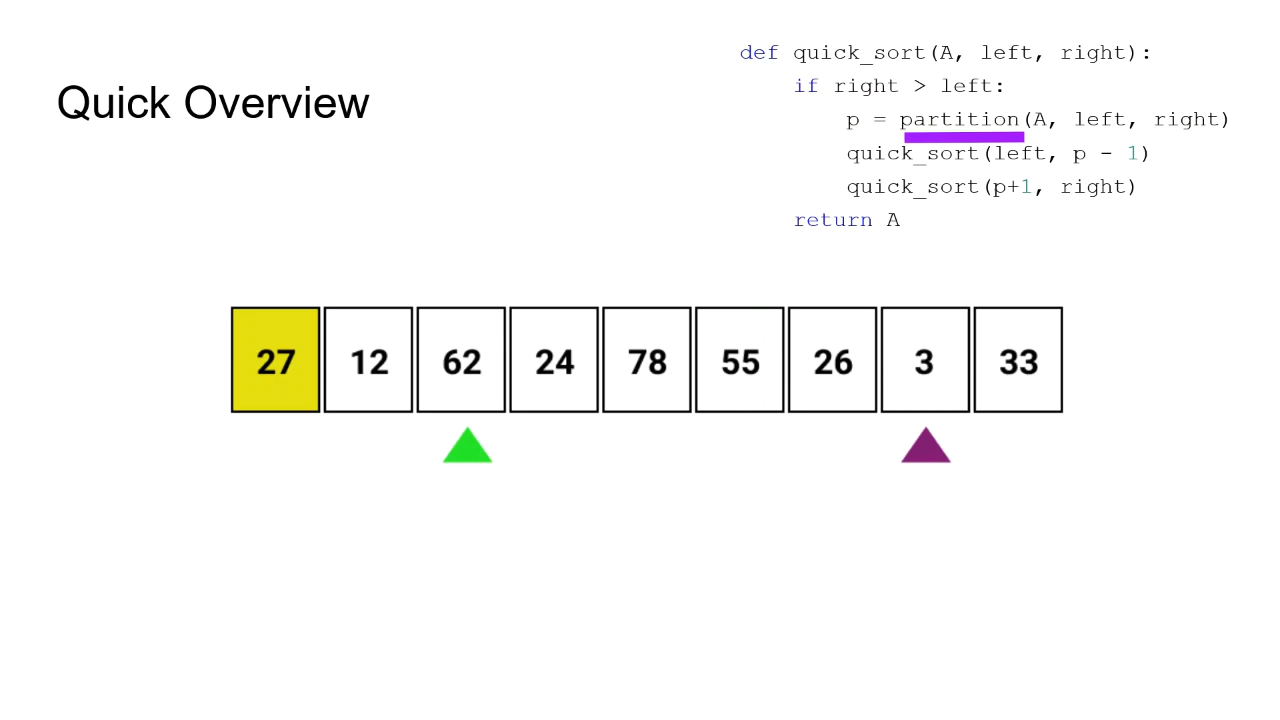 Quick Overview
def quick_sort(A, left, right):
if right > left:
p = partition(A, left, right)
quick_sort(left, p - 1)
quick_sort(p+1, right)
return A
27 12 62 24 78 55 26 3 33